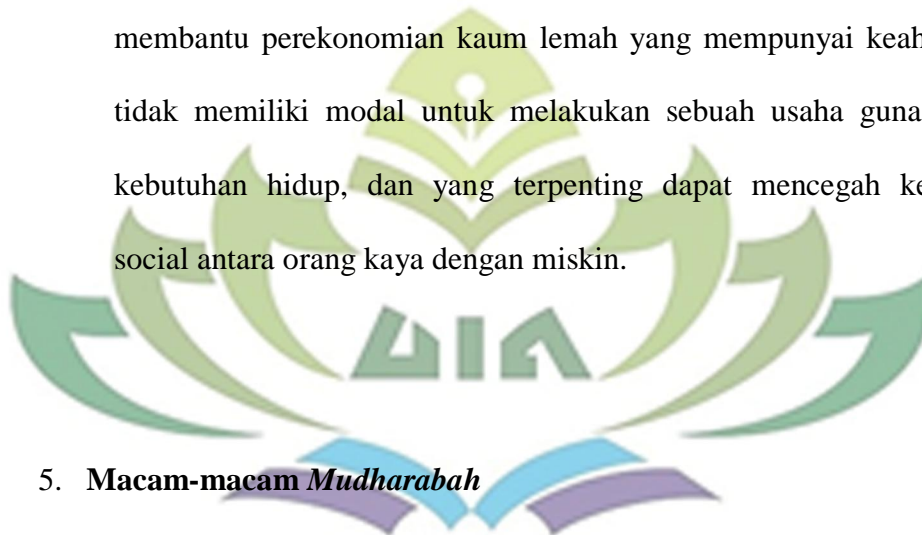 membantu perekonomian kaum lemah yang mempunyai keah
tidak memiliki modal untuk melakukan sebuah usaha guna
kebutuhan hidup, dan yang terpenting dapat mencegah ke
social antara orang kaya dengan miskin.
UIN
5. Macam-macam Mudharabah